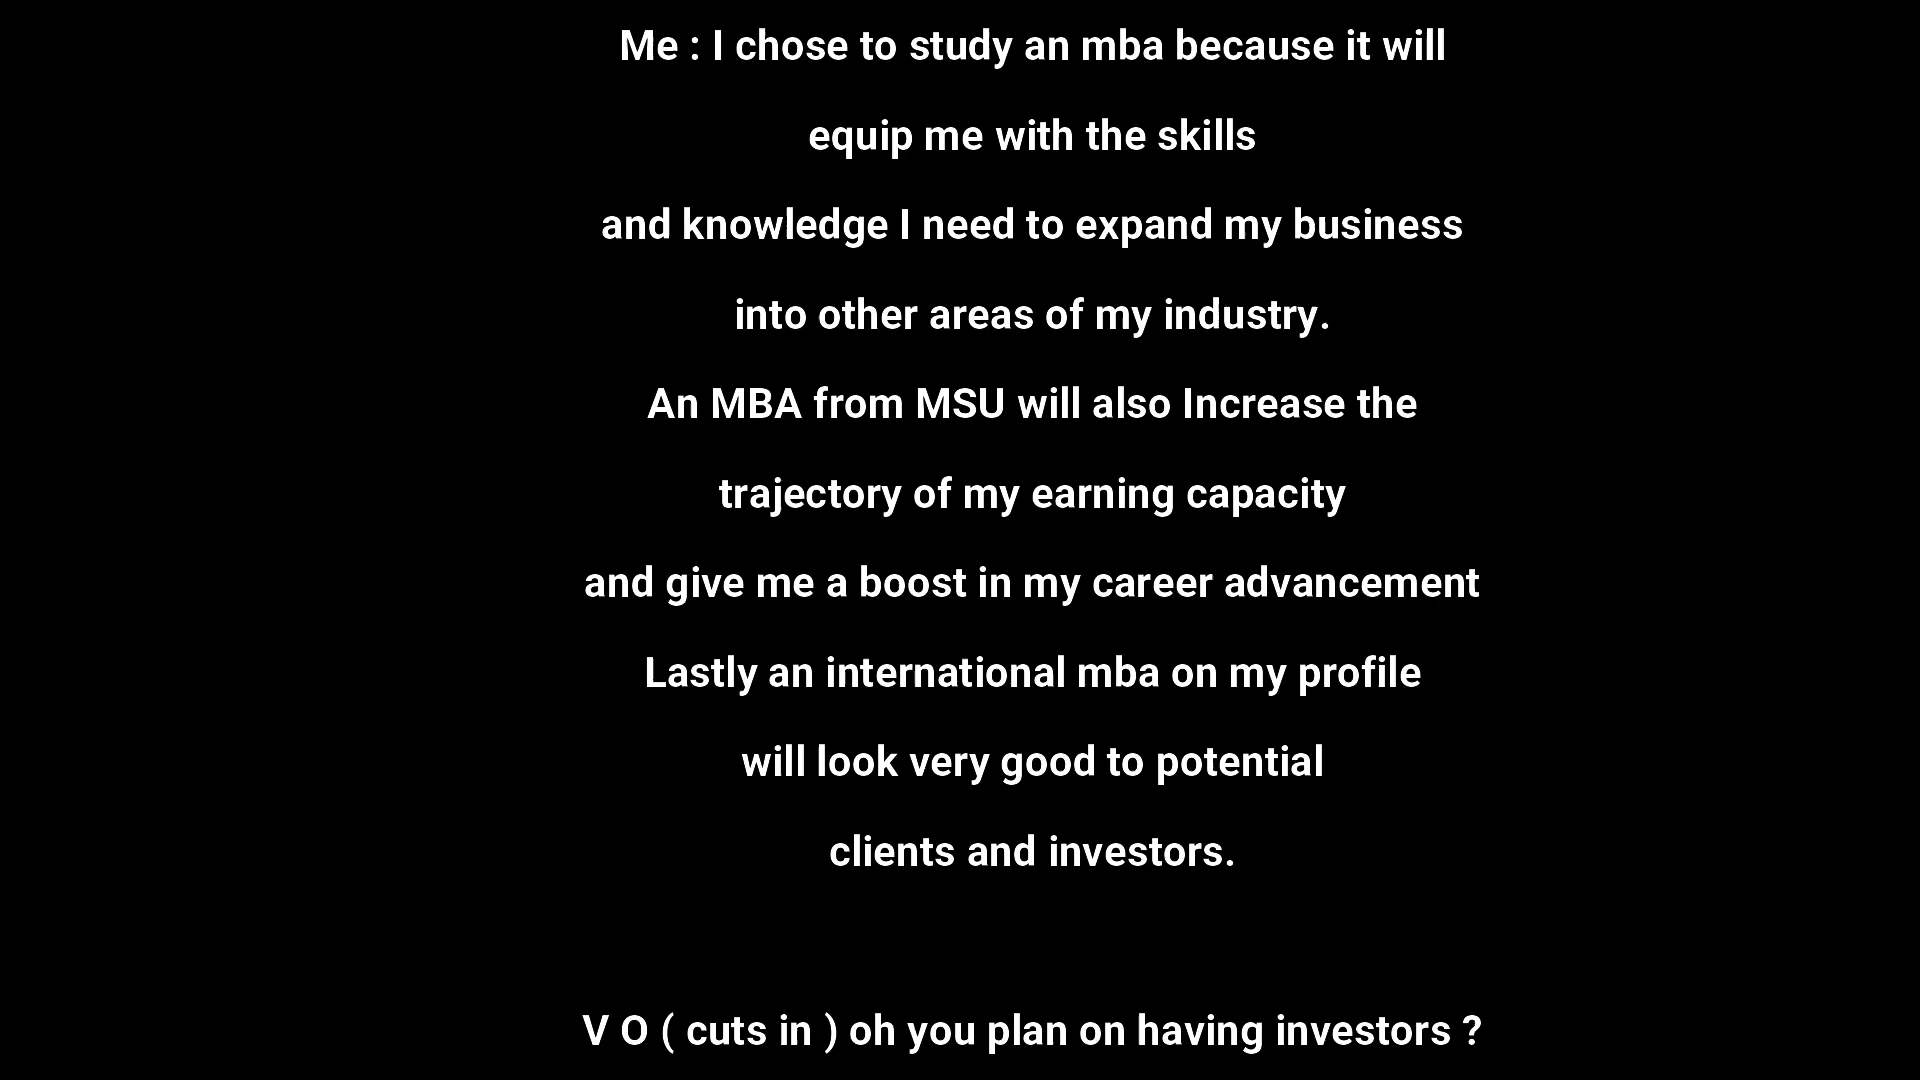 Me : I chose to study an mba because it will
equip me with the skills
and knowledge I need to expand my business
into other areas of my industry.
An MBA from MSU will also Increase the
trajectory of my earning capacity
and give me a boost in my career advancement
Lastly an international mba on my profile
will look very good to potential
clients and investors.
V O ( cuts in ) oh you plan on having investors ?